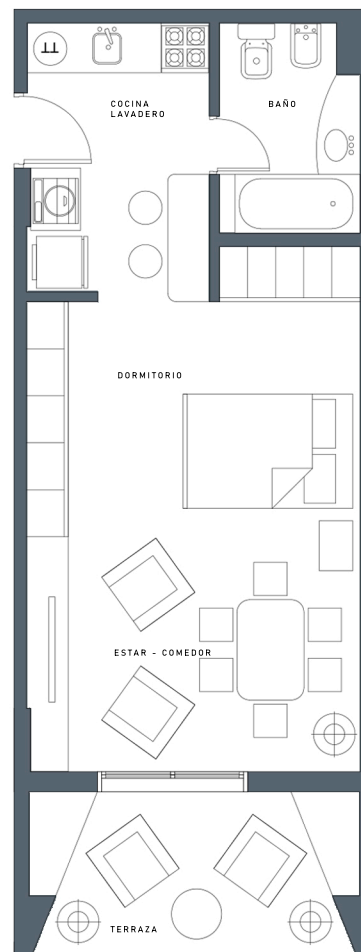 COCINA
LAVADERO
BAÑO
DORMITORIO
ESTAR - COMEDOR
TERRAZA